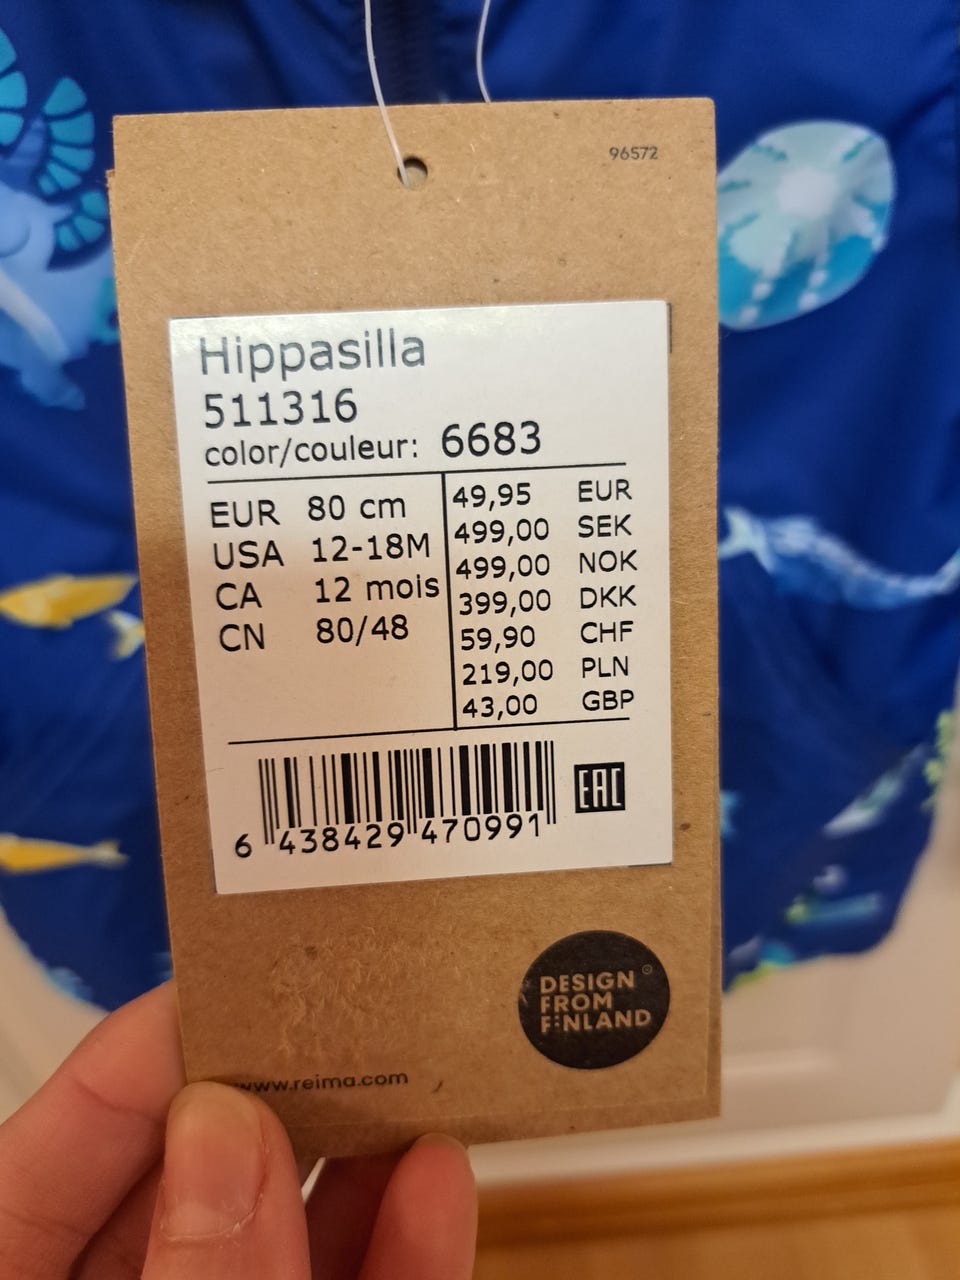 96572
Hippasilla
511316
color/couleur: 6683
EUR 80 cm
USA 12-18M
CA 12 mois
CN 80/48
49,95 EUR
499,00 SEK
499,00 NOK
399,00 DKK
59,90 CHF
219,00 PLN
43,00 GBP
6 438429 470991
EAC
DESIGN ®
FROM
FINLAND
www.reima.com